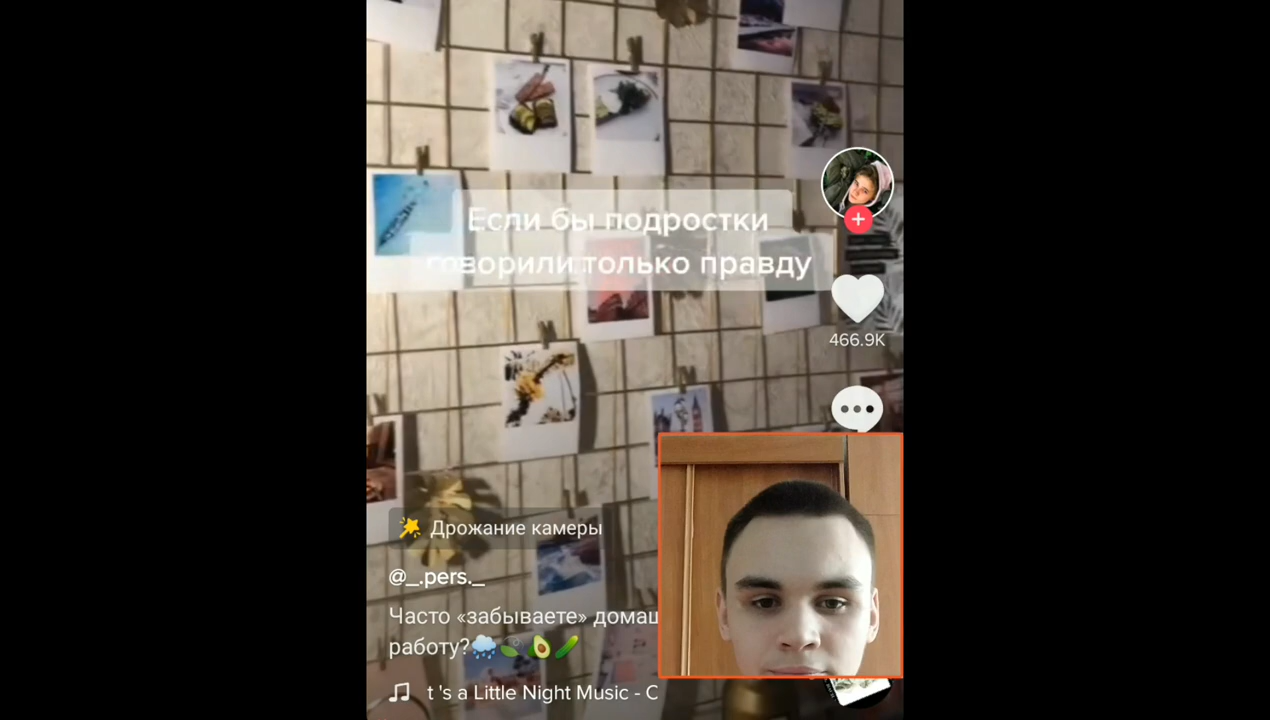 Если бы подростки
говорили только правду
466.9K
Дрожание камеры
@_.pers._
Часто «забываете» домаш
работу?🌧️🍃🥑🥒
t 's a Little Night Music - C